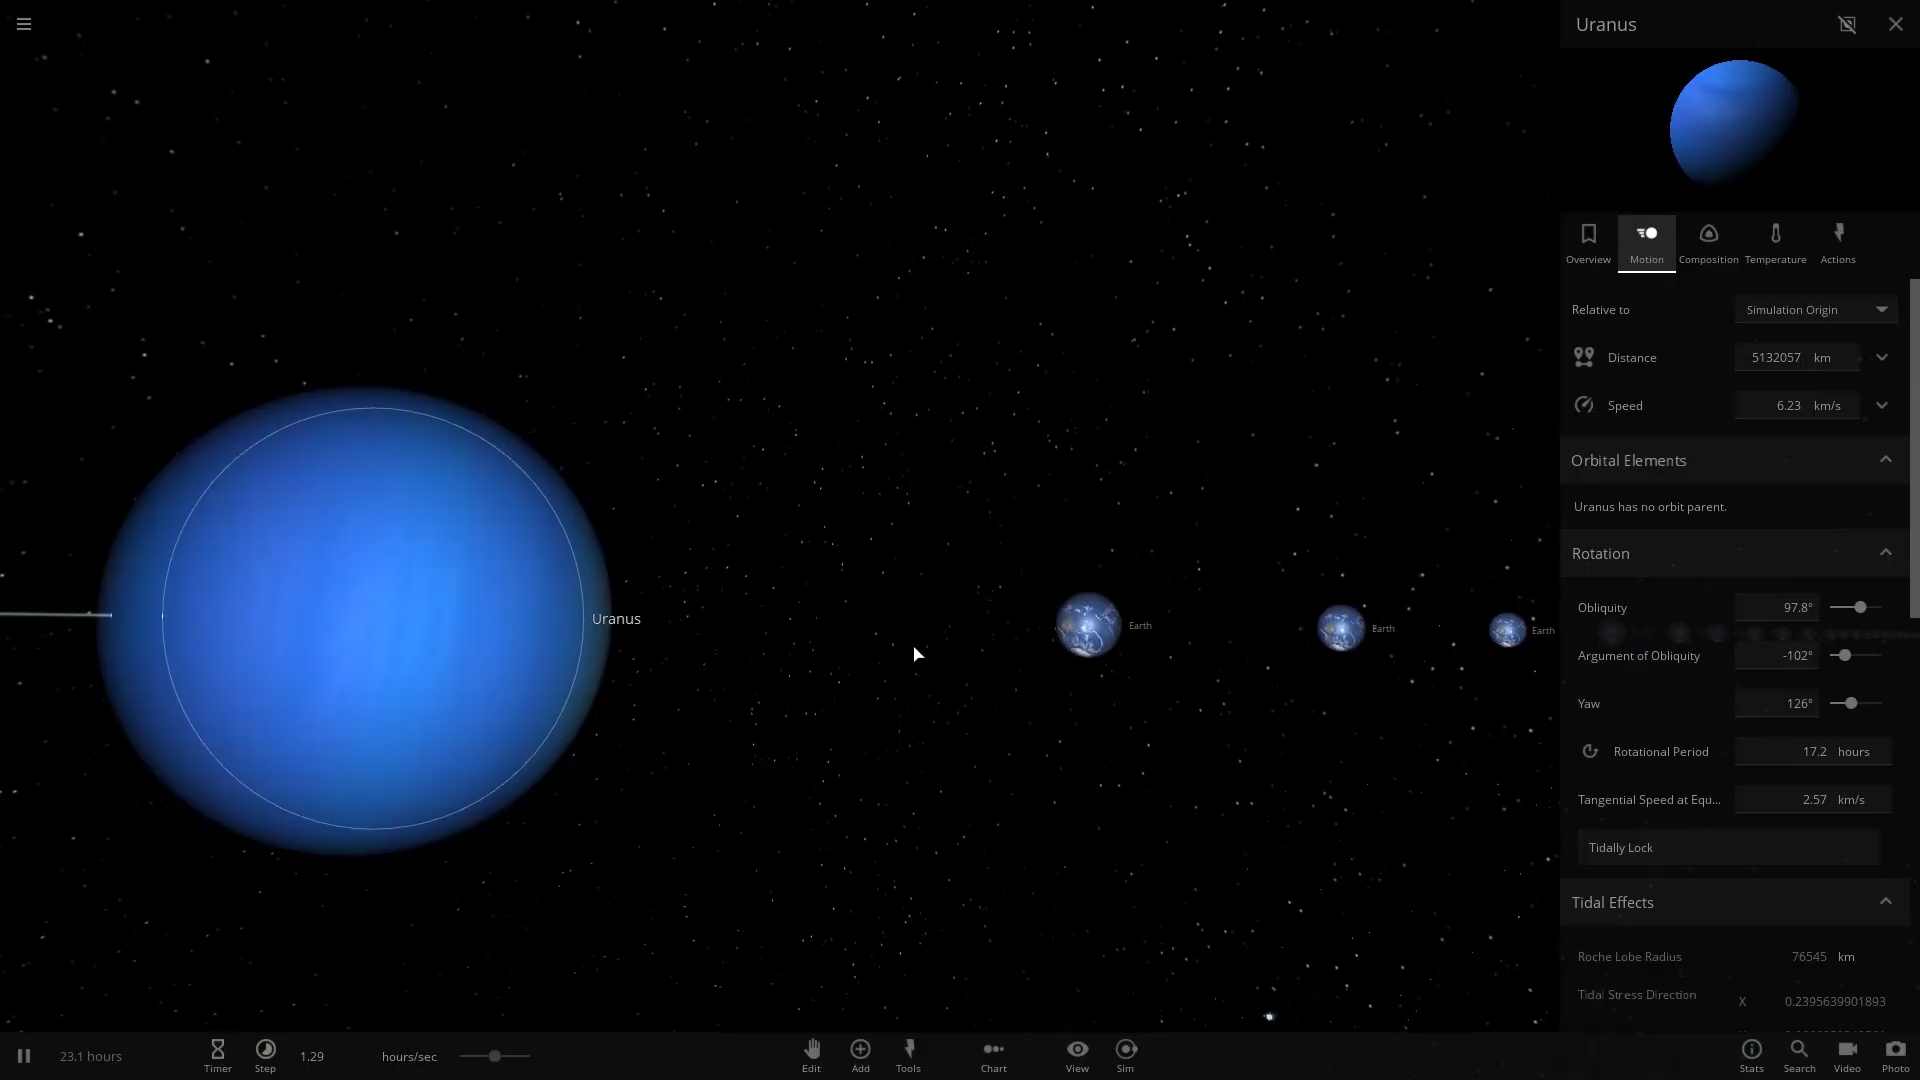 Uranus
Overview
Motion
Composition
Temperature
Actions
Relative to Simulation Origin
Distance 5132057 km
Speed 6.23 km/s
Orbital Elements
Uranus has no orbit parent.
Rotation
Obliquity 97.8°
Argument of Obliquity -102°
Yaw 126°
Rotational Period 17.2 hours
Tangential Speed at Equ... 2.57 km/s
Tidally Lock
Tidal Effects
Roche Lobe Radius 76545 km
Tidal Stress Direction X 0.2395639901893
Uranus
Earth
Earth
Earth
23.1 hours
Timer
Step
1.29 hours/sec
Edit
Add
Tools
Chart
View
Sim
Stats
Search
Video
Photo